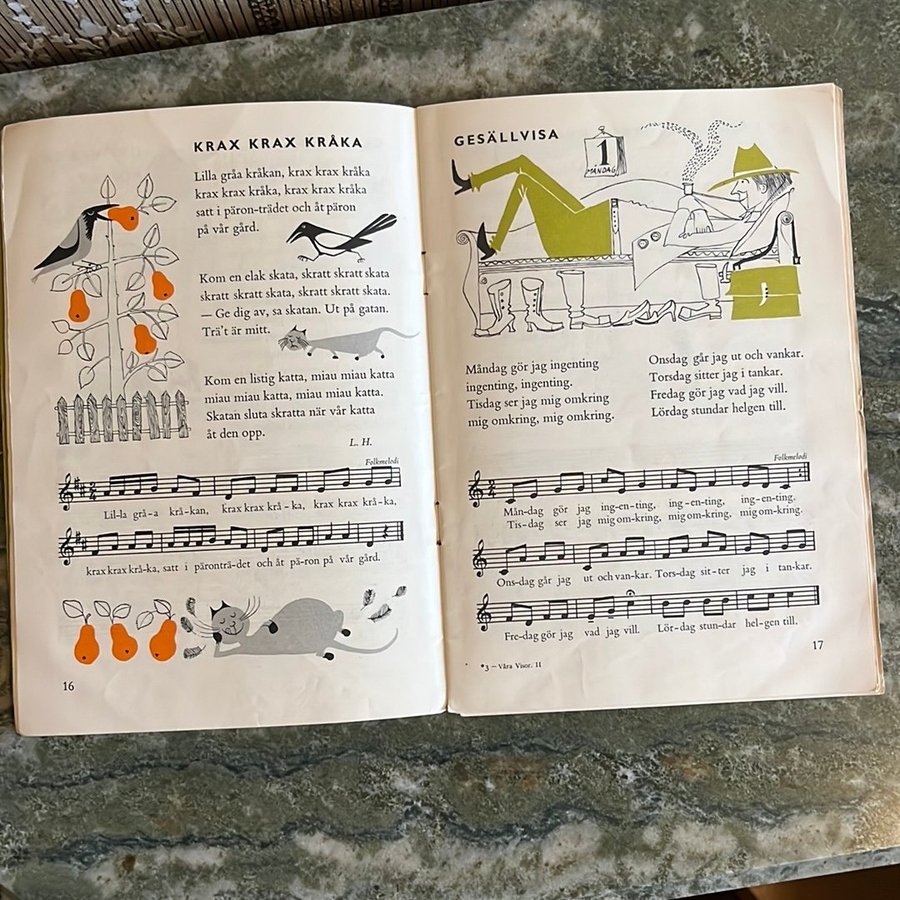 KRAX KRAX KRÅKA
Lilla gråa kråkan, krax krax kråka
krax krax kråka, krax krax kråka
satt i päron-trädet och åt päron
på vår gård.
Kom en elak skata, skratt skratt skata
skratt skratt skata, skratt skratt skata.
— Ge dig av, sa skatan. Ut på gatan.
Trä't är mitt.
Kom en listig katta, miau miau katta
miau miau katta, miau miau katta.
Skatan sluta skratta när vår katta
åt den opp.
L. H.
Folkmelodi
Lil-la grå-a krå-kan, krax krax krå-ka, krax krax krå-ka,
krax krax krå-ka, satt i päronträ-det och åt pä-ron på vår gård.
16
GESÄLLVISA
1
MÅNDAG
Måndag gör jag ingenting
ingenting, ingenting.
Tisdag ser jag mig omkring
mig omkring, mig omkring.
Onsdag går jag ut och vankar.
Torsdag sitter jag i tankar.
Fredag gör jag vad jag vill.
Lördag stundar helgen till.
Folkmelodi
Mån-dag gör jag ing-en-ting, ing-en-ting, ing-en-ting.
Tis-dag ser jag mig om-kring, mig om-kring, mig om-kring.
Ons-dag går jag ut och van-kar. Tors-dag sit-ter jag i tan-kar.
Fre-dag gör jag vad jag vill. Lör-dag stun-dar hel-gen till.
17
*3 – Våra Visor. II